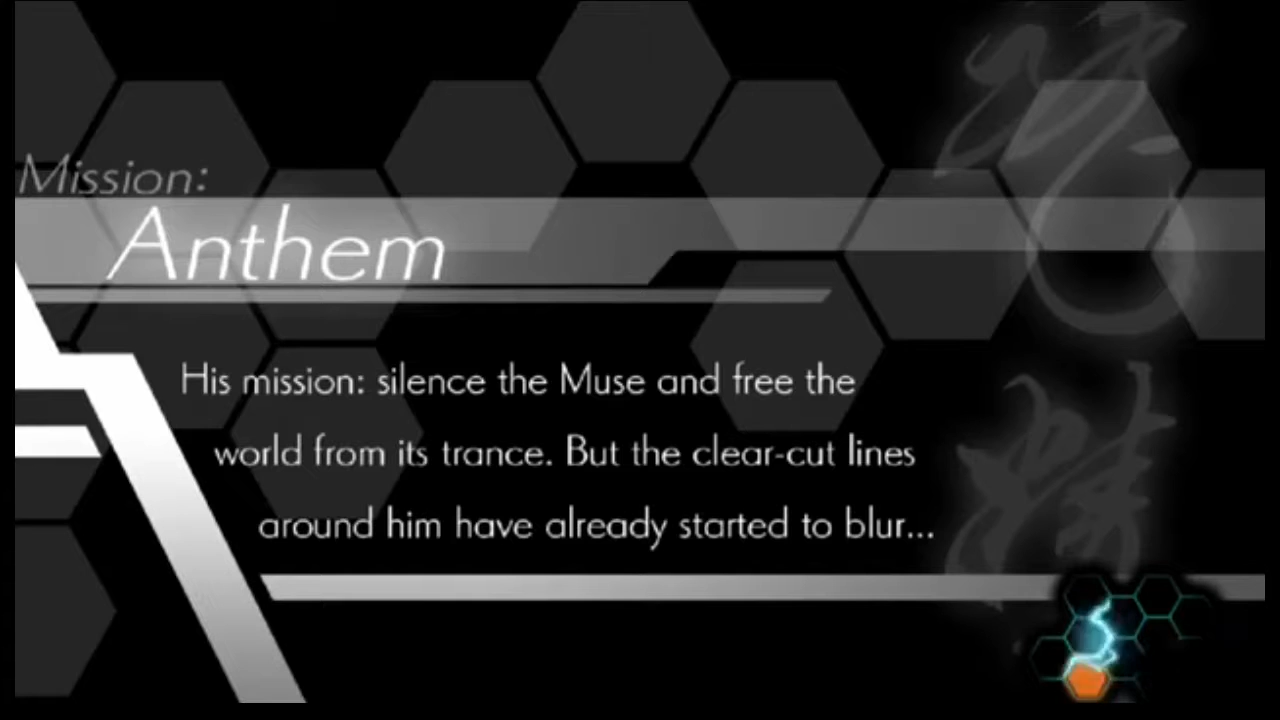 Mission:
Anthem
His mission: silence the Muse and free the
world from its trance. But the clear-cut lines
around him have already started to blur...